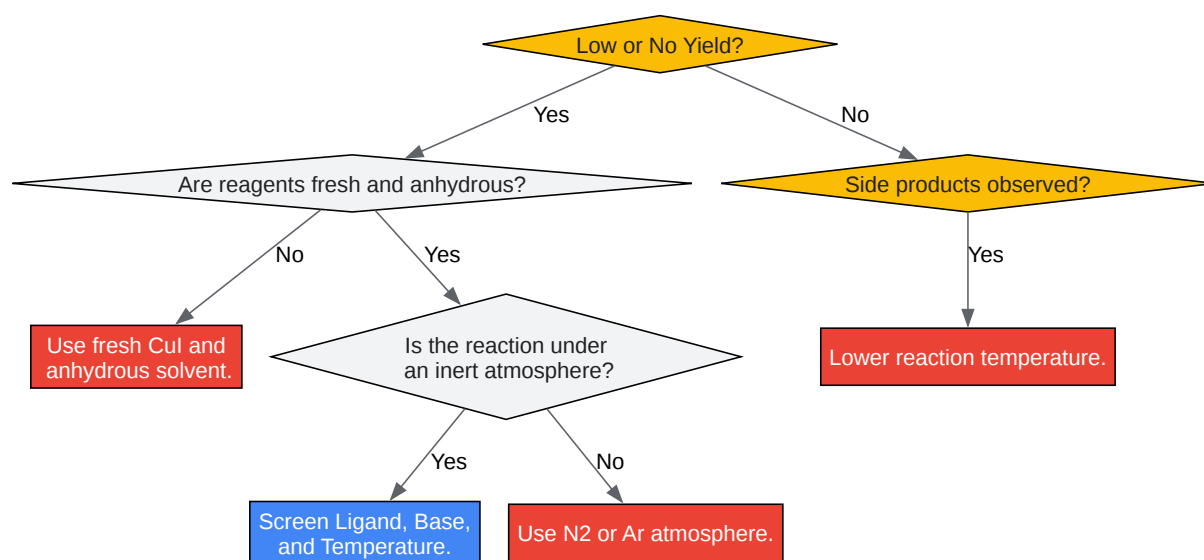 Low or No Yield?
Yes
No
Are reagents fresh and anhydrous?
Side products observed?
No
Yes
Yes
Use fresh CuI and
anhydrous solvent.
Is the reaction under
an inert atmosphere?
Lower reaction temperature.
Yes
No
Screen Ligand, Base,
and Temperature.
Use N2 or Ar atmosphere.